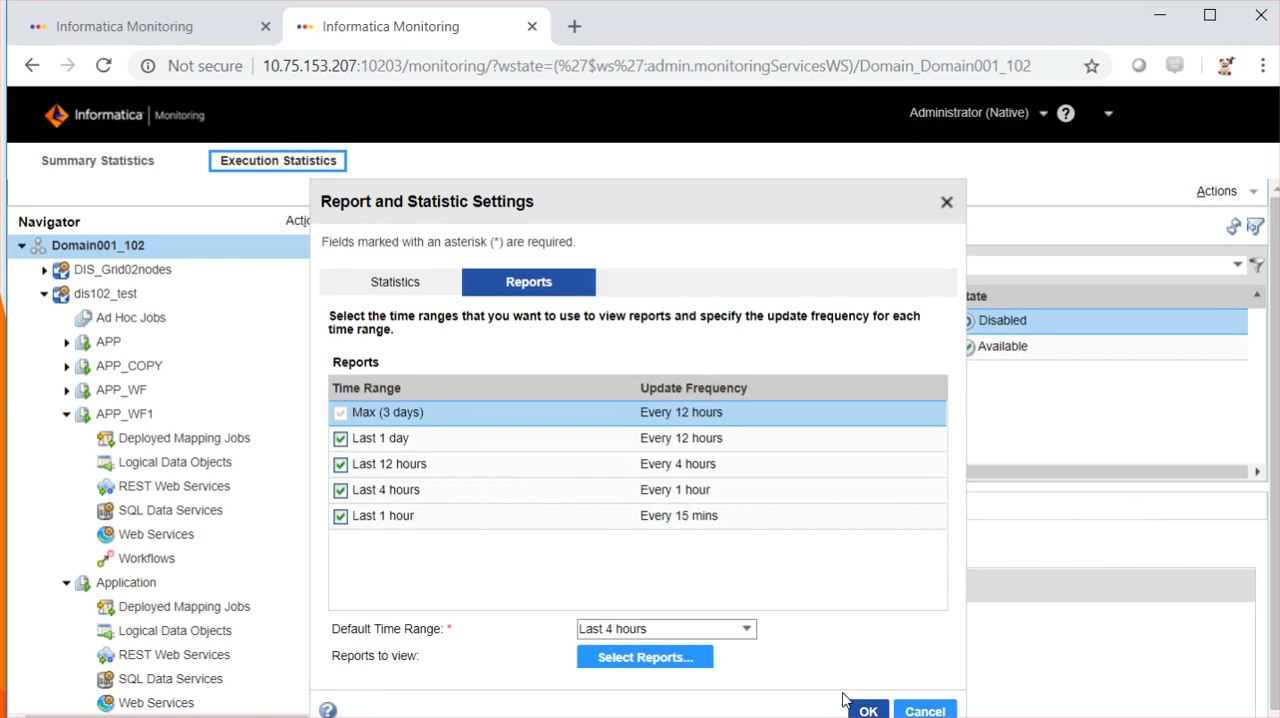 Informatica Monitoring
Informatica Monitoring
Not secure
10.75.153.207:10203/monitoring/?wstate=(%27$ws%27:admin.monitoringServicesWS)/Domain_Domain001_102
Informatica | Monitoring
Administrator (Native)
Summary Statistics
Execution Statistics
Actions
Navigator
Domain001_102
DIS_Grid02nodes
dis102_test
Ad Hoc Jobs
APP
APP_COPY
APP_WF
APP_WF1
Deployed Mapping Jobs
Logical Data Objects
REST Web Services
SQL Data Services
Web Services
Workflows
Application
Deployed Mapping Jobs
Logical Data Objects
REST Web Services
SQL Data Services
Web Services
Report and Statistic Settings
Fields marked with an asterisk (*) are required.
Statistics
Reports
Select the time ranges that you want to use to view reports and specify the update frequency for each
time range.
Reports
Time Range Update Frequency
Max (3 days) Every 12 hours
Last 1 day Every 12 hours
Last 12 hours Every 4 hours
Last 4 hours Every 1 hour
Last 1 hour Every 15 mins
Default Time Range: * Last 4 hours
Reports to view: Select Reports...
OK Cancel
Disabled
Available